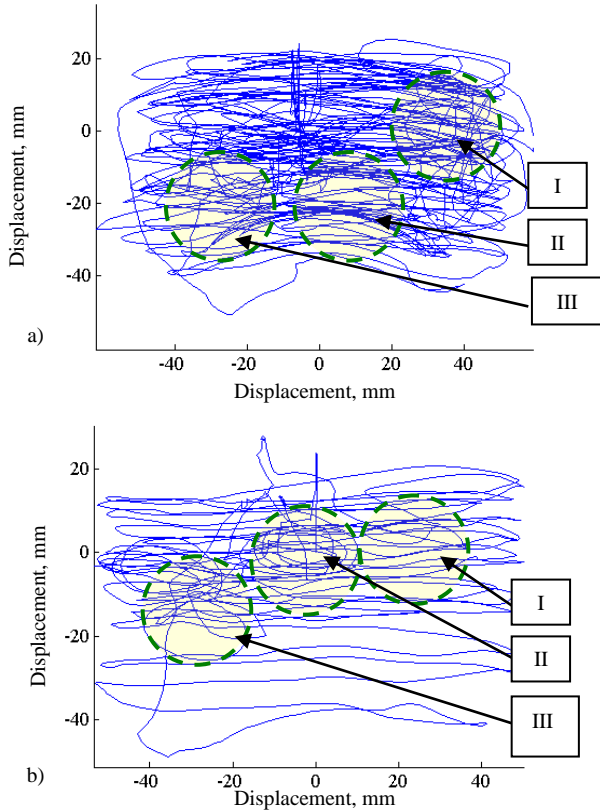 Displacement, mm
20
0
-20
-40
I
II
III
a)
-40 -20 0 20 40
Displacement, mm
Displacement, mm
20
0
-20
-40
I
II
III
b)
-40 -20 0 20 40
Displacement, mm